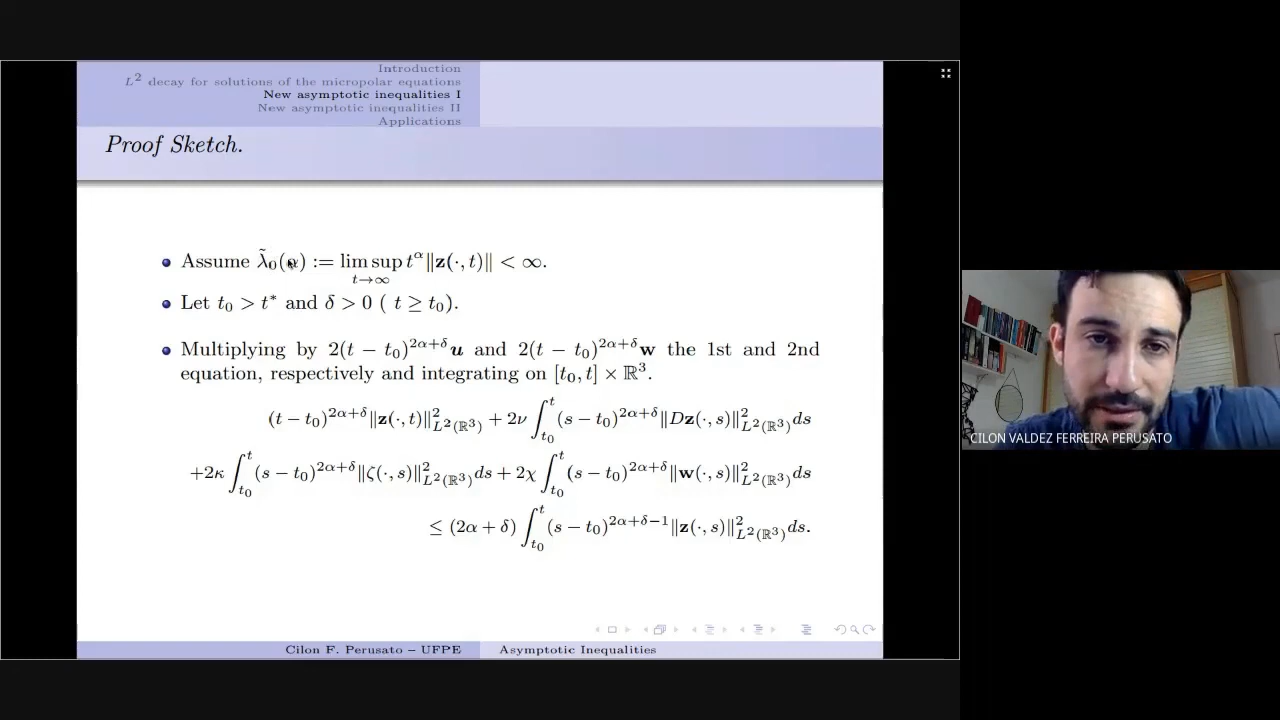 Introduction
L² decay for solutions of the micropolar equations
New asymptotic inequalities I
New asymptotic inequalities II
Applications
Proof Sketch.
Assume λ̃₀(α) := lim sup_{t→∞} t^α ‖z(·, t)‖ < ∞.
Let t₀ > t* and δ > 0 ( t ≥ t₀).
Multiplying by 2(t − t₀)^{2α+δ}u and 2(t − t₀)^{2α+δ}w the 1st and 2nd
equation, respectively and integrating on [t₀, t] × ℝ³.
(t − t₀)^{2α+δ}‖z(·, t)‖²_{L²(ℝ³)} + 2ν ∫_{t₀}^{t} (s − t₀)^{2α+δ}‖Dz(·, s)‖²_{L²(ℝ³)} ds
+2κ ∫_{t₀}^{t} (s − t₀)^{2α+δ}‖ζ(·, s)‖²_{L²(ℝ³)} ds + 2χ ∫_{t₀}^{t} (s − t₀)^{2α+δ}‖w(·, s)‖²_{L²(ℝ³)} ds
≤ (2α + δ) ∫_{t₀}^{t} (s − t₀)^{2α+δ−1}‖z(·, s)‖²_{L²(ℝ³)} ds.
Cilon F. Perusato – UFPE Asymptotic Inequalities
CILON VALDEZ FERREIRA PERUSATO